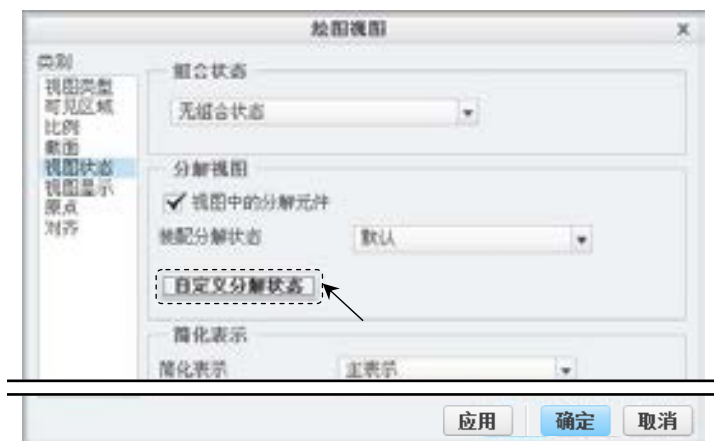 绘图视图 x
类别
视图类型
可见区域
比例
截面
视图状态
视图显示
原点
对齐
组合状态
无组合状态
分解视图
视图中的分解元件
装配分解状态 默认
自定义分解状态
简化表示
简化表示 主表示
应用 确定 取消